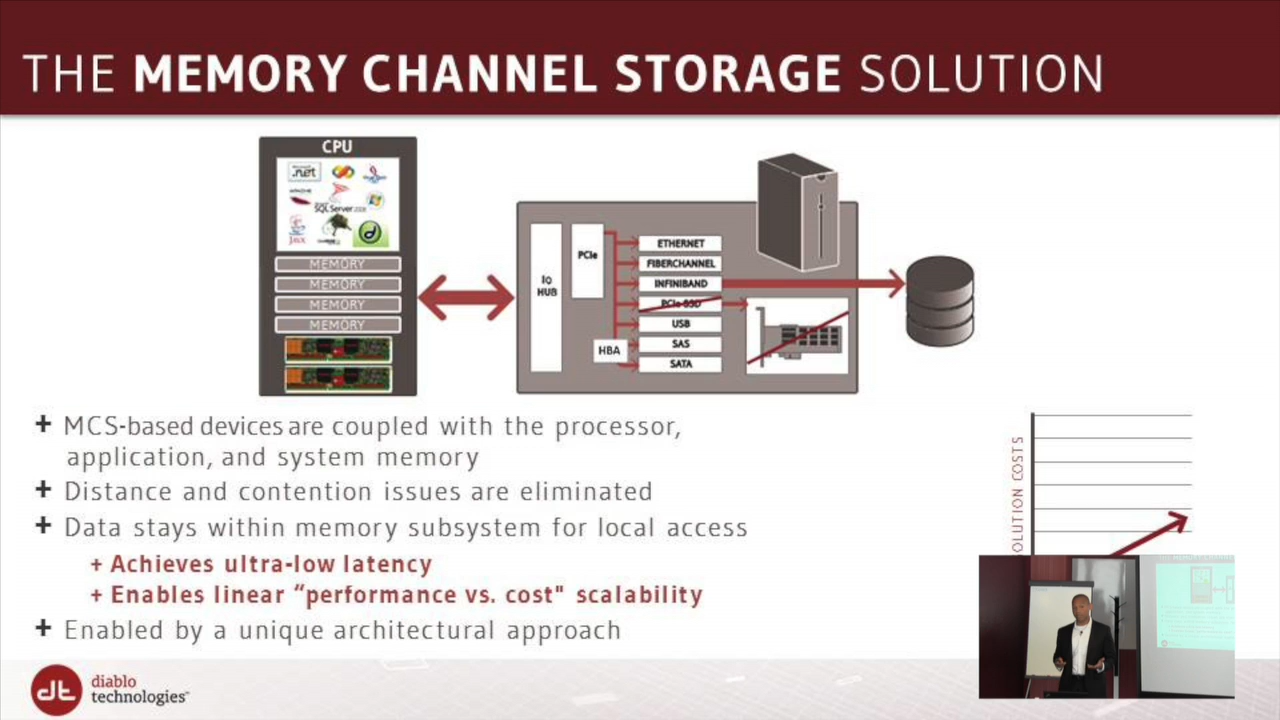 THE MEMORY CHANNEL STORAGE SOLUTION
CPU
.net
SQL Server
MEMORY
MEMORY
MEMORY
MEMORY
IO
HUB
PCIe
HBA
ETHERNET
FIBERCHANNEL
INFINIBAND
PCIe SSD
USB
SAS
SATA
+ MCS-based devices are coupled with the processor,
application, and system memory
+ Distance and contention issues are eliminated
+ Data stays within memory subsystem for local access
+ Achieves ultra-low latency
+ Enables linear “performance vs. cost" scalability
+ Enabled by a unique architectural approach
OLUTION COSTS
dt
diablo
technologies